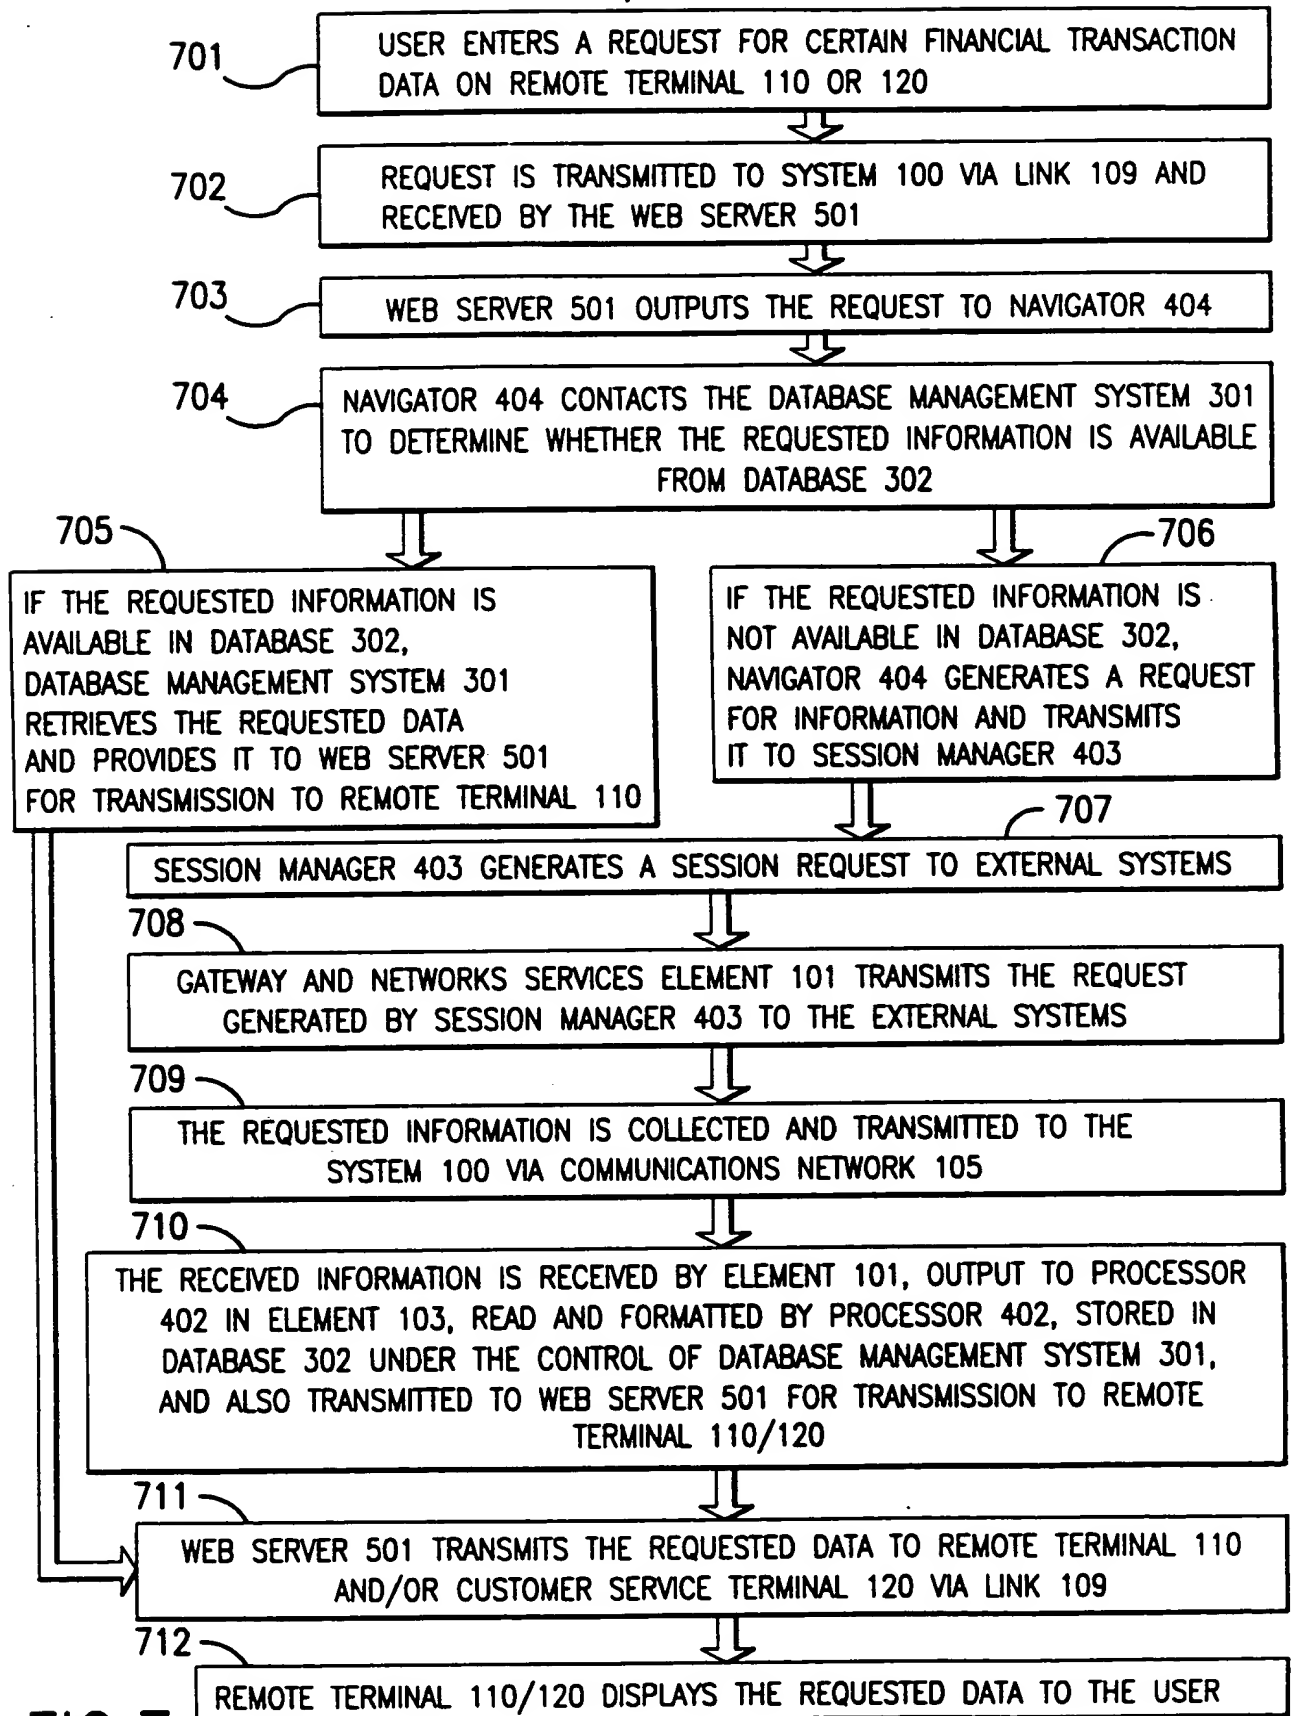 701
USER ENTERS A REQUEST FOR CERTAIN FINANCIAL TRANSACTION
DATA ON REMOTE TERMINAL 110 OR 120
702
REQUEST IS TRANSMITTED TO SYSTEM 100 VIA LINK 109 AND
RECEIVED BY THE WEB SERVER 501
703
WEB SERVER 501 OUTPUTS THE REQUEST TO NAVIGATOR 404
704
NAVIGATOR 404 CONTACTS THE DATABASE MANAGEMENT SYSTEM 301
TO DETERMINE WHETHER THE REQUESTED INFORMATION IS AVAILABLE
FROM DATABASE 302
705
IF THE REQUESTED INFORMATION IS
AVAILABLE IN DATABASE 302,
DATABASE MANAGEMENT SYSTEM 301
RETRIEVES THE REQUESTED DATA
AND PROVIDES IT TO WEB SERVER 501
FOR TRANSMISSION TO REMOTE TERMINAL 110
706
IF THE REQUESTED INFORMATION IS
NOT AVAILABLE IN DATABASE 302,
NAVIGATOR 404 GENERATES A REQUEST
FOR INFORMATION AND TRANSMITS
IT TO SESSION MANAGER 403
707
SESSION MANAGER 403 GENERATES A SESSION REQUEST TO EXTERNAL SYSTEMS
708
GATEWAY AND NETWORKS SERVICES ELEMENT 101 TRANSMITS THE REQUEST
GENERATED BY SESSION MANAGER 403 TO THE EXTERNAL SYSTEMS
709
THE REQUESTED INFORMATION IS COLLECTED AND TRANSMITTED TO THE
SYSTEM 100 VIA COMMUNICATIONS NETWORK 105
710
THE RECEIVED INFORMATION IS RECEIVED BY ELEMENT 101, OUTPUT TO PROCESSOR
402 IN ELEMENT 103, READ AND FORMATTED BY PROCESSOR 402, STORED IN
DATABASE 302 UNDER THE CONTROL OF DATABASE MANAGEMENT SYSTEM 301,
AND ALSO TRANSMITTED TO WEB SERVER 501 FOR TRANSMISSION TO REMOTE
TERMINAL 110/120
711
WEB SERVER 501 TRANSMITS THE REQUESTED DATA TO REMOTE TERMINAL 110
AND/OR CUSTOMER SERVICE TERMINAL 120 VIA LINK 109
712
REMOTE TERMINAL 110/120 DISPLAYS THE REQUESTED DATA TO THE USER